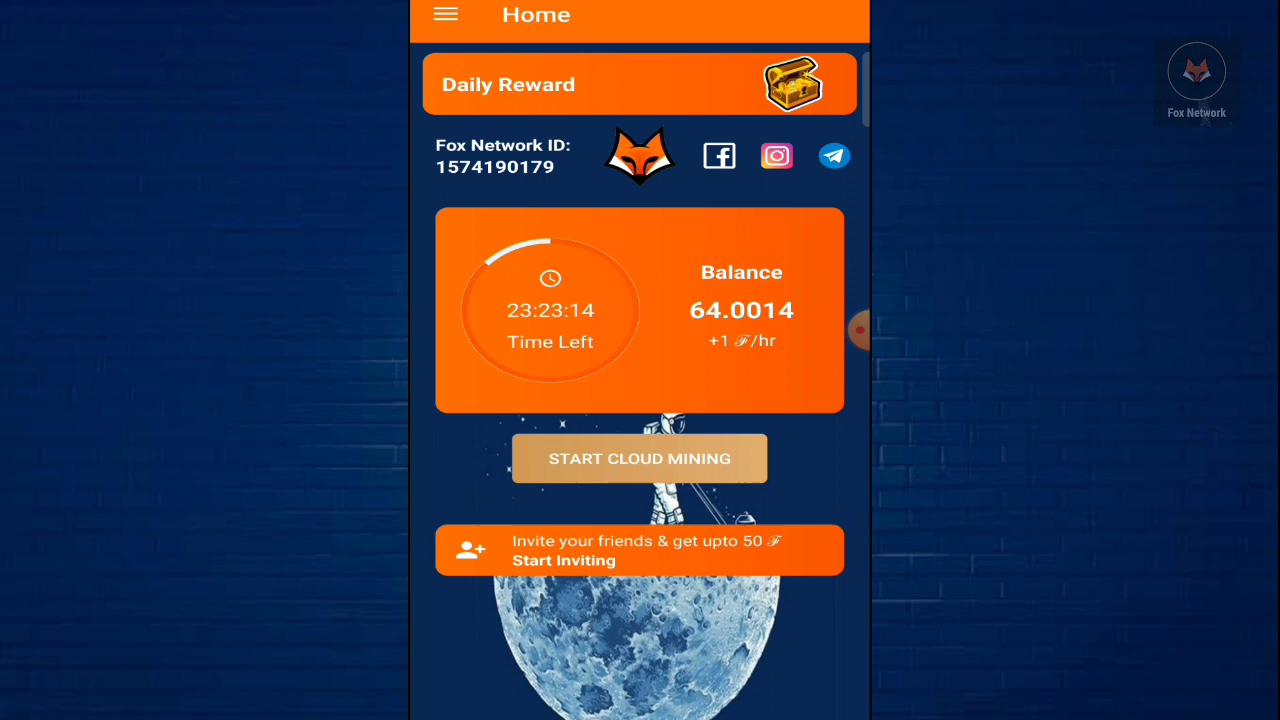 Home
Daily Reward
Fox Network
Fox Network ID:
1574190179
23:23:14
Time Left
Balance
64.0014
+1 ℱ/hr
START CLOUD MINING
Invite your friends & get upto 50 ℱ
Start Inviting